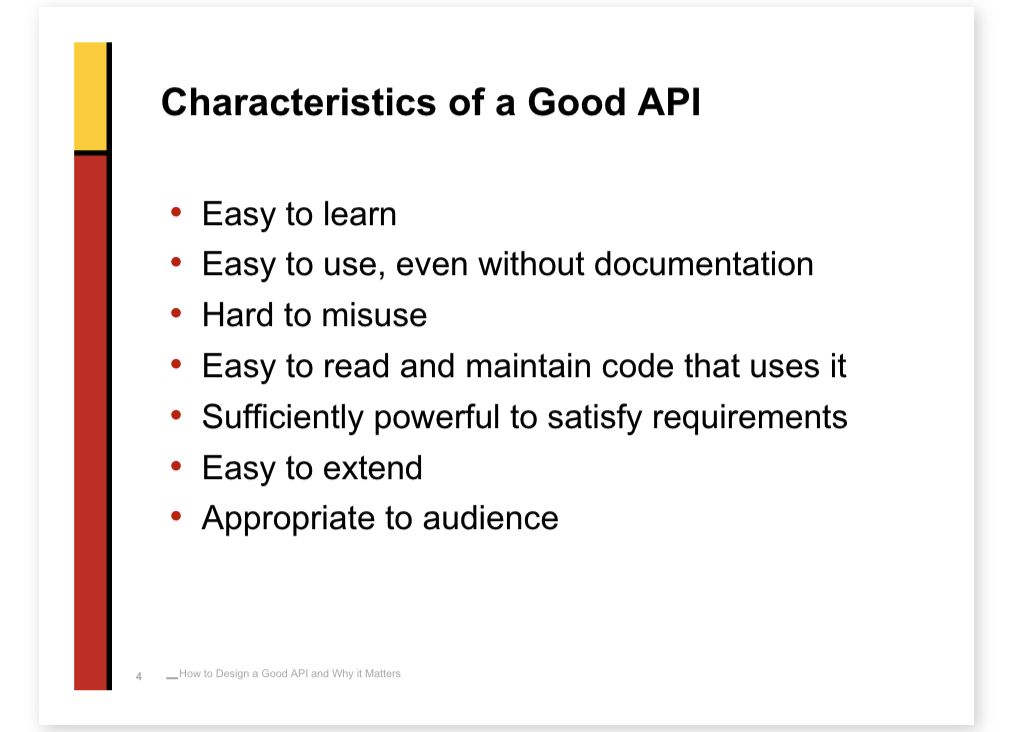 Characteristics of a Good API
• Easy to learn
• Easy to use, even without documentation
• Hard to misuse
• Easy to read and maintain code that uses it
• Sufficiently powerful to satisfy requirements
• Easy to extend
• Appropriate to audience
4 _How to Design a Good API and Why it Matters